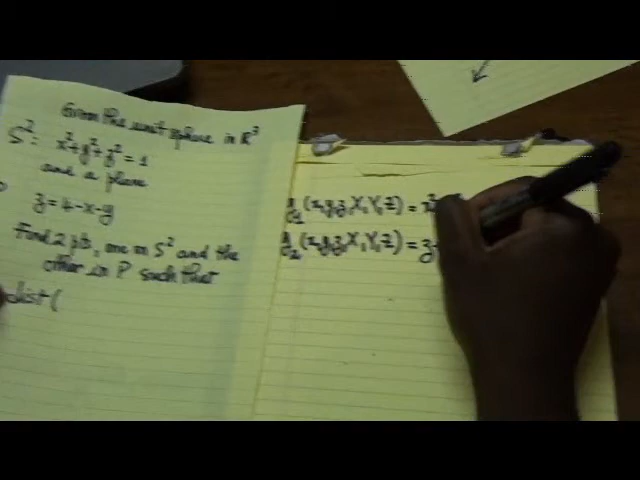 Given the unit sphere in R³
S²: x²+y²+z²=1
and a plane
z=4-x-y
Find 2 pts, one on S² and the
other in P such that
dist(
g₁(x,y,z,X,Y,Z)=x²
g₂(x,y,z,X,Y,Z)=z+